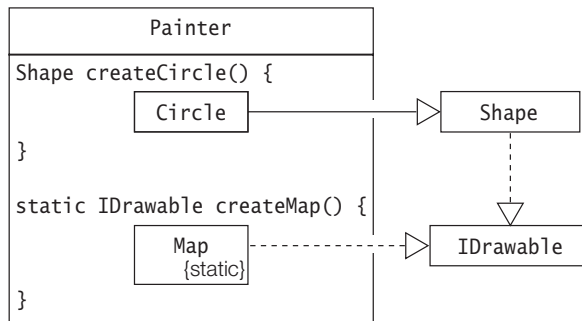 Painter
Shape createCircle() {
Circle
Shape
}
static IDrawable createMap() {
Map
{static}
IDrawable
}